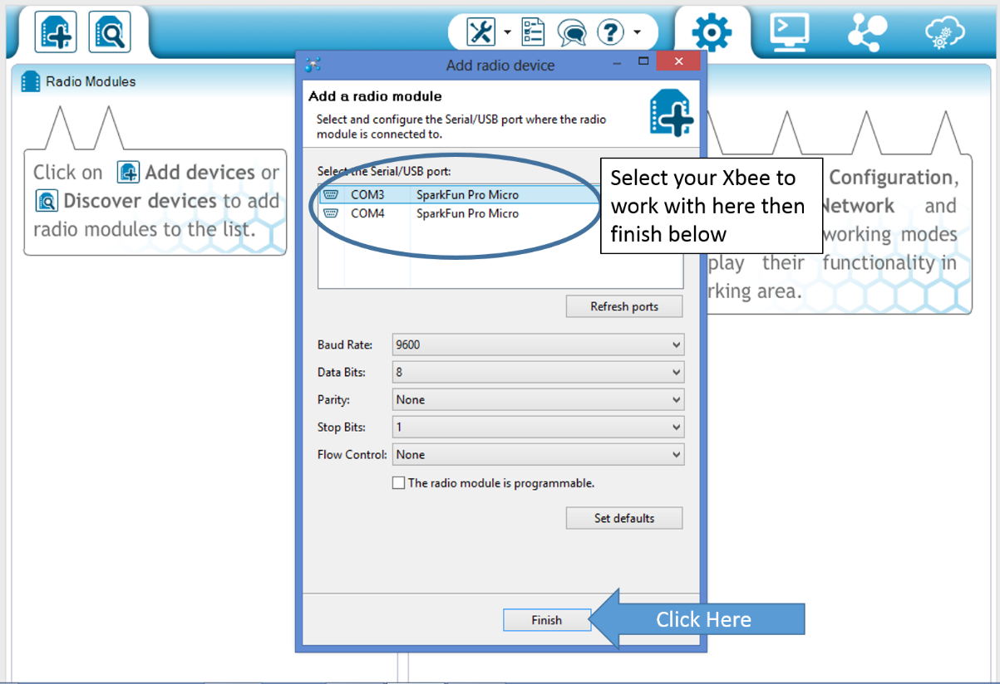 Add radio device
Radio Modules
Click on Add devices or
Discover devices to add
radio modules to the list.
Add a radio module
Select and configure the Serial/USB port where the radio
module is connected to.
Select the Serial/USB port:
COM3 SparkFun Pro Micro
COM4 SparkFun Pro Micro
Select your Xbee to
work with here then
finish below
Configuration,
Network and
working modes
play their functionality in
rking area.
Refresh ports
Baud Rate: 9600
Data Bits: 8
Parity: None
Stop Bits: 1
Flow Control: None
The radio module is programmable.
Set defaults
Finish
Click Here